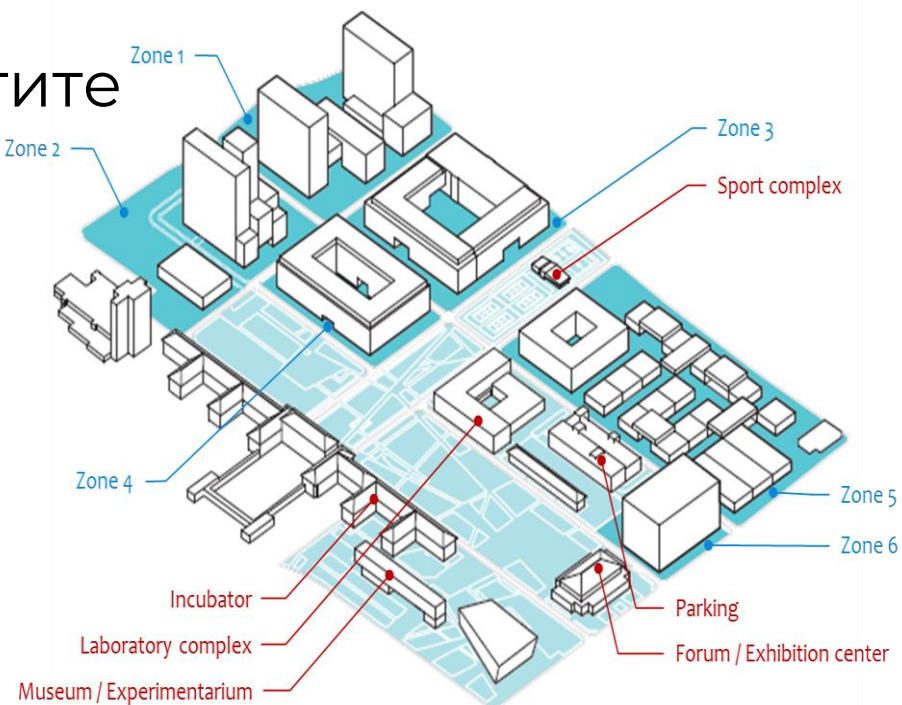 Zone 1
тите
Zone 2
Zone 3
Sport complex
Zone 4
Zone 5
Zone 6
Incubator
Parking
Laboratory complex
Forum / Exhibition center
Museum / Experimentarium